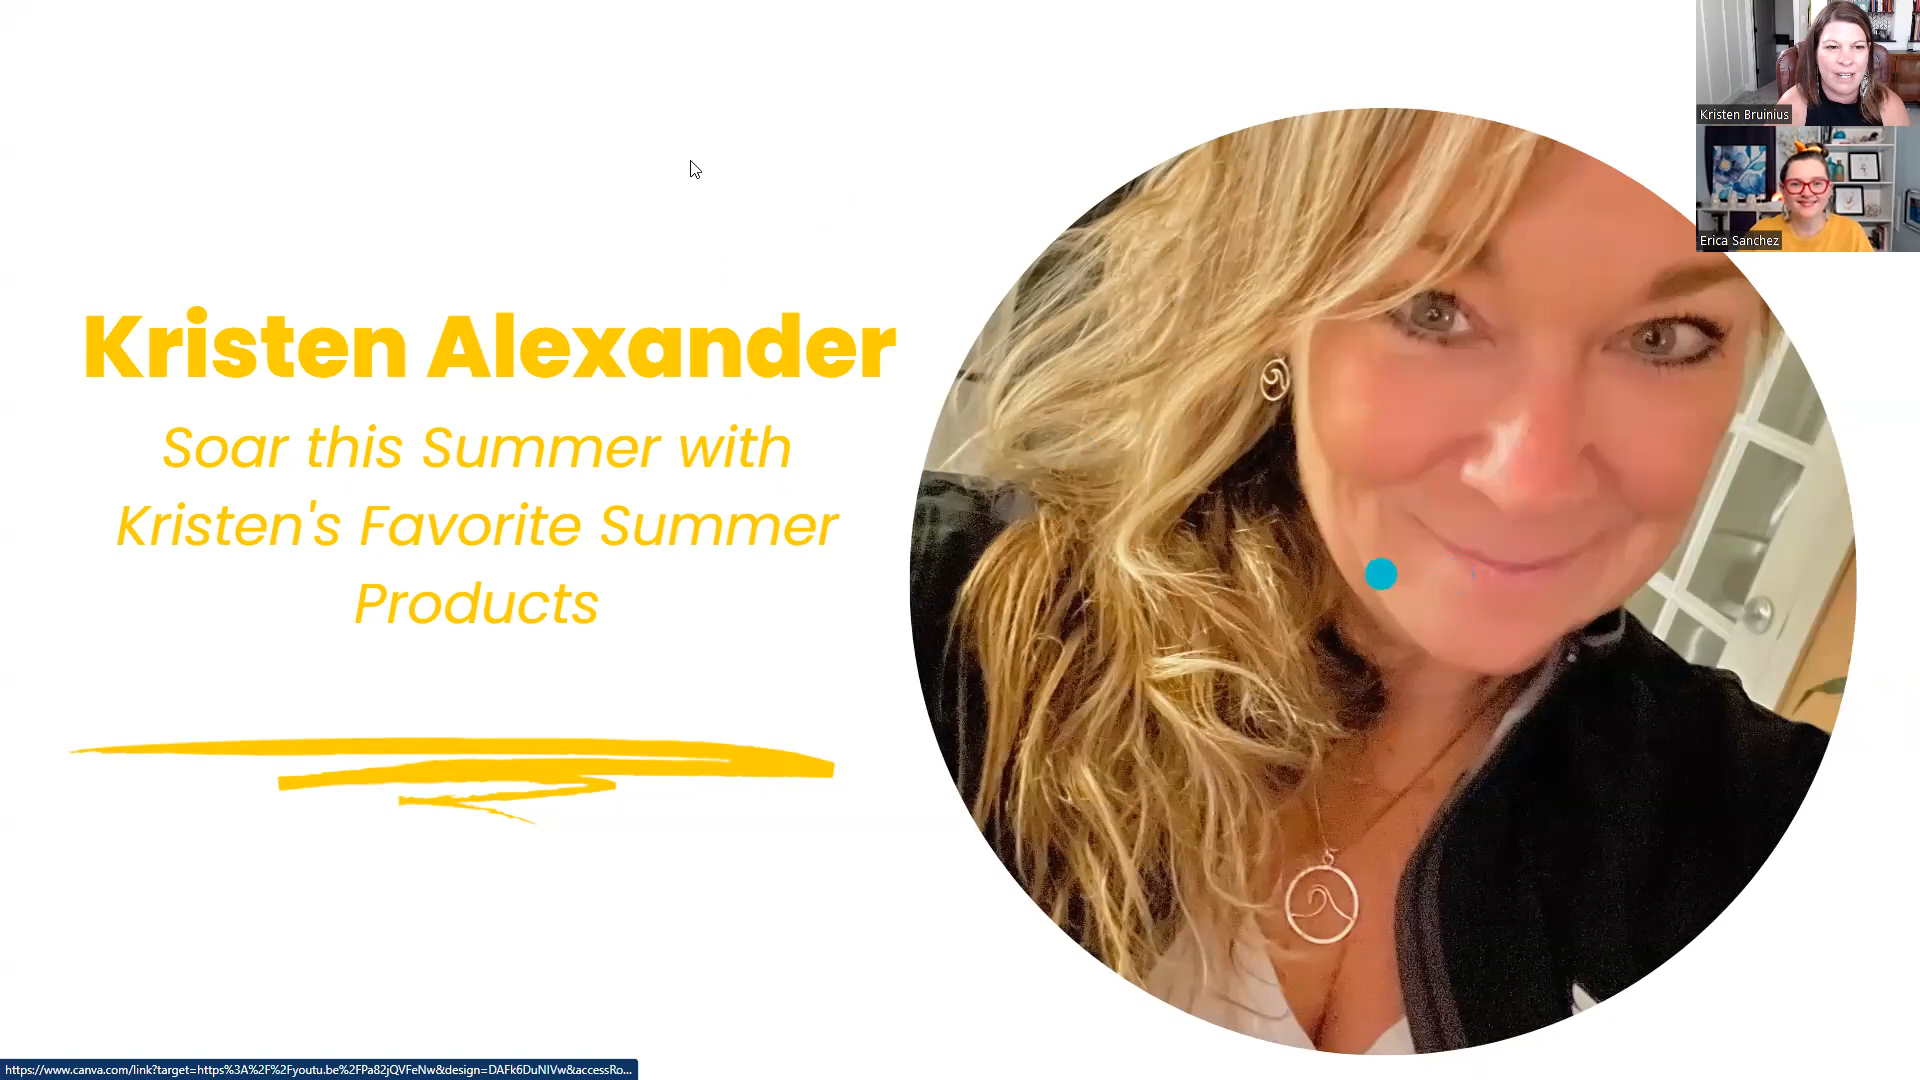 Kristen Bruinius
Erica Sanchez
Kristen Alexander
Soar this Summer with
Kristen's Favorite Summer
Products
https://www.canva.com/link?target=https%3A%2F%2Fyoutu.be%2FPa82jQVFeNw&design=DAFk6DuNIVw&accessRo...